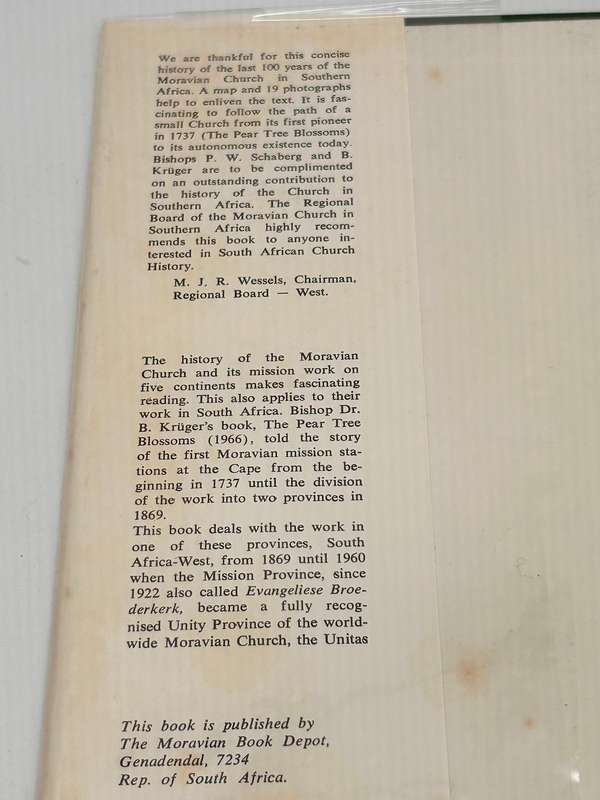 We are thankful for this concise
history of the last 100 years of the
Moravian Church in Southern
Africa. A map and 19 photographs
help to enliven the text. It is fas-
cinating to follow the path of a
small Church from its first pioneer
in 1737 (The Pear Tree Blossoms)
to its autonomous existence today.
Bishops P. W. Schaberg and B.
Krüger are to be complimented
on an outstanding contribution to
the history of the Church in
Southern Africa. The Regional
Board of the Moravian Church in
Southern Africa highly recom-
mends this book to anyone in-
terested in South African Church
History.
M. J. R. Wessels, Chairman,
Regional Board — West.
The history of the Moravian
Church and its mission work on
five continents makes fascinating
reading. This also applies to their
work in South Africa. Bishop Dr.
B. Krüger's book, The Pear Tree
Blossoms (1966), told the story
of the first Moravian mission sta-
tions at the Cape from the be-
ginning in 1737 until the division
of the work into two provinces in
1869.
This book deals with the work in
one of these provinces, South
Africa-West, from 1869 until 1960
when the Mission Province, since
1922 also called Evangeliese Broe-
derkerk, became a fully recog-
nised Unity Province of the world-
wide Moravian Church, the Unitas
This book is published by
The Moravian Book Depot,
Genadendal, 7234
Rep. of South Africa.